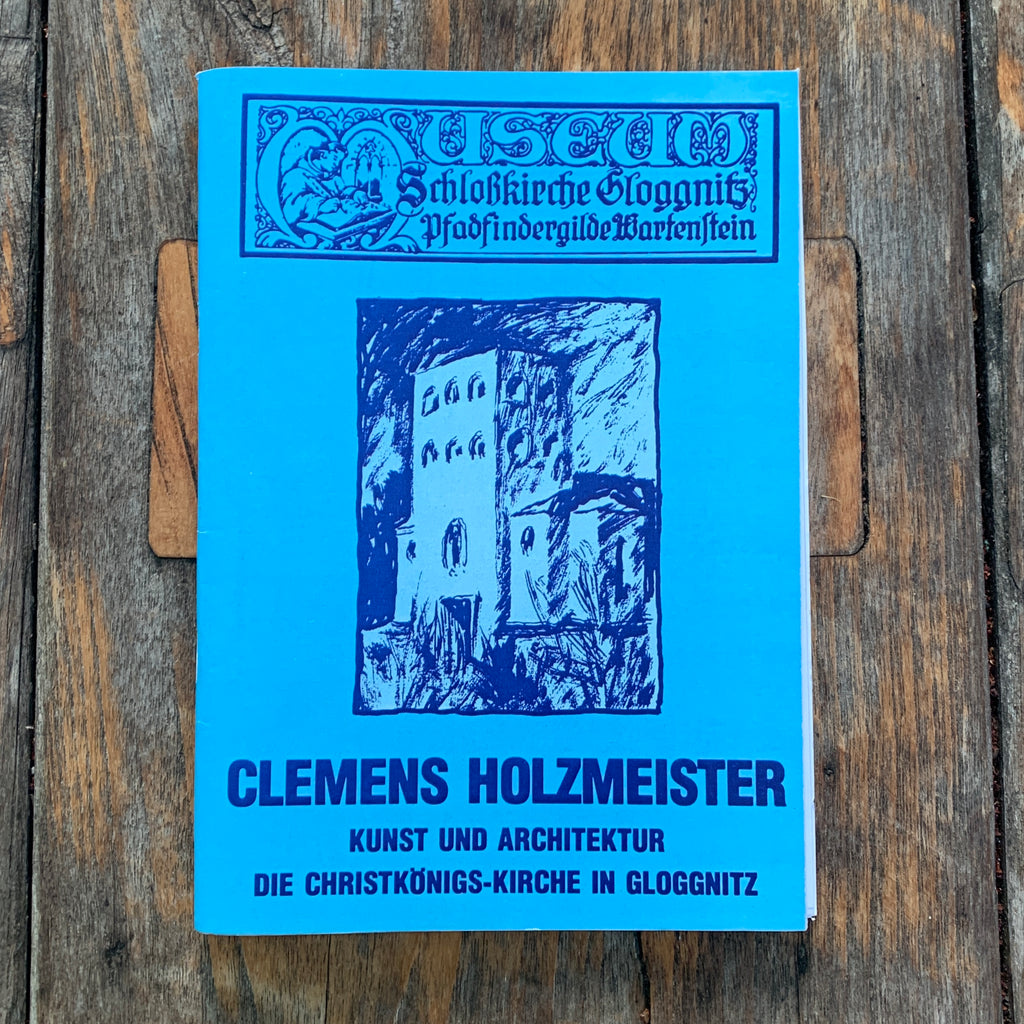 MUSEUM
Schloßkirche Gloggnitz
Pfadfindergilde Wartenstein
CLEMENS HOLZMEISTER
KUNST UND ARCHITEKTUR
DIE CHRISTKÖNIGS-KIRCHE IN GLOGGNITZ